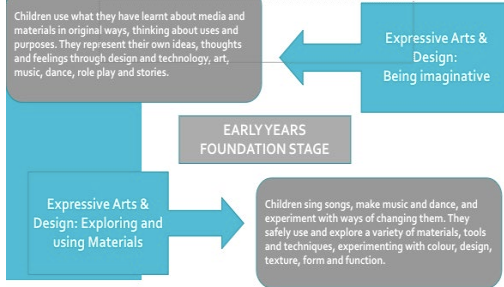 Children use what they have learnt about media and
materials in original ways, thinking about uses and
purposes. They represent their own ideas, thoughts
and feelings through design and technology, art,
music, dance, role play and stories.
Expressive Arts &
Design:
Being imaginative
EARLY YEARS
FOUNDATION STAGE
Expressive Arts &
Design: Exploring and
using Materials
Children sing songs, make music and dance, and
experiment with ways of changing them. They
safely use and explore a variety of materials, tools
and techniques, experimenting with colour, design,
texture, form and function.